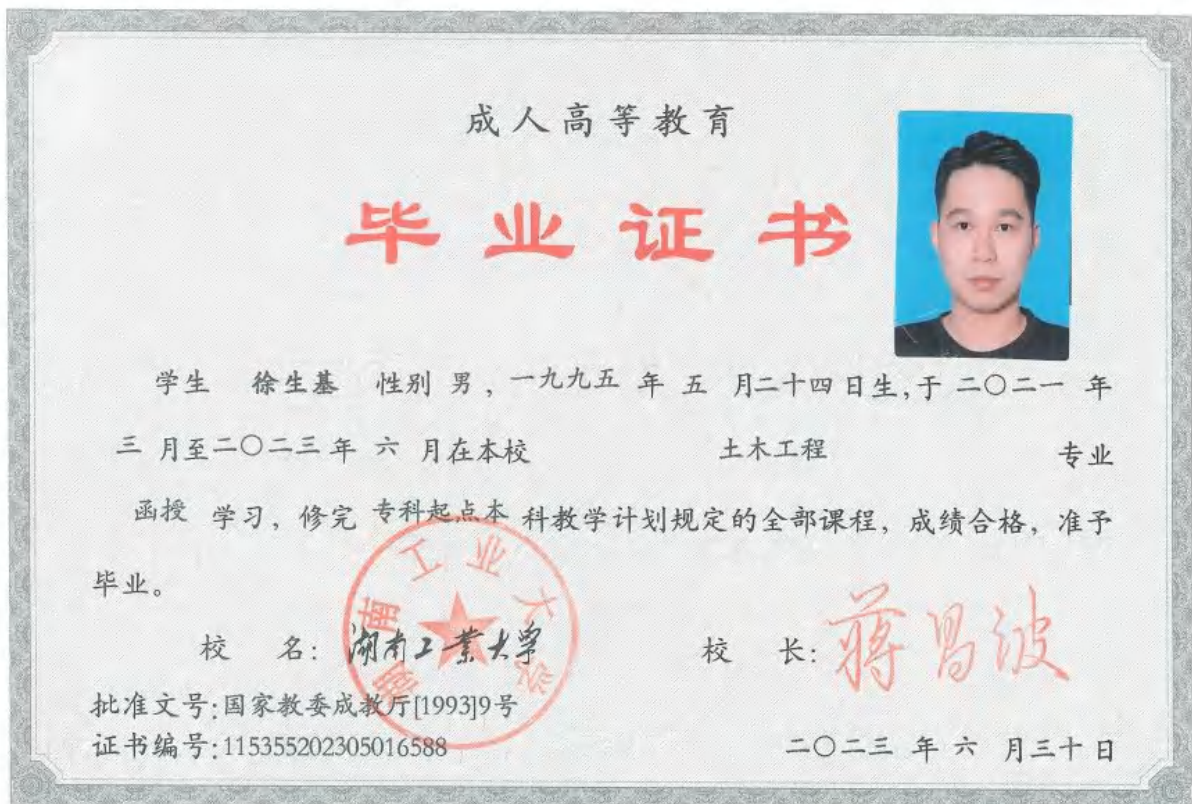 成人高等教育
毕业证书
学生 徐生基 性别 男，一九九五 年 五 月二十四日生，于 二〇二一 年
三 月至二〇二三年 六 月在本校 土木工程 专业
函授 学习，修完 专科起点本 科教学计划规定的全部课程，成绩合格，准予
毕业。
湖南工业大学
校 名：湖南工業大學 校 长：蒋昌波
批准文号：国家教委成教厅[1993]9号
证书编号：115355202305016588 二〇二三 年 六 月三十日